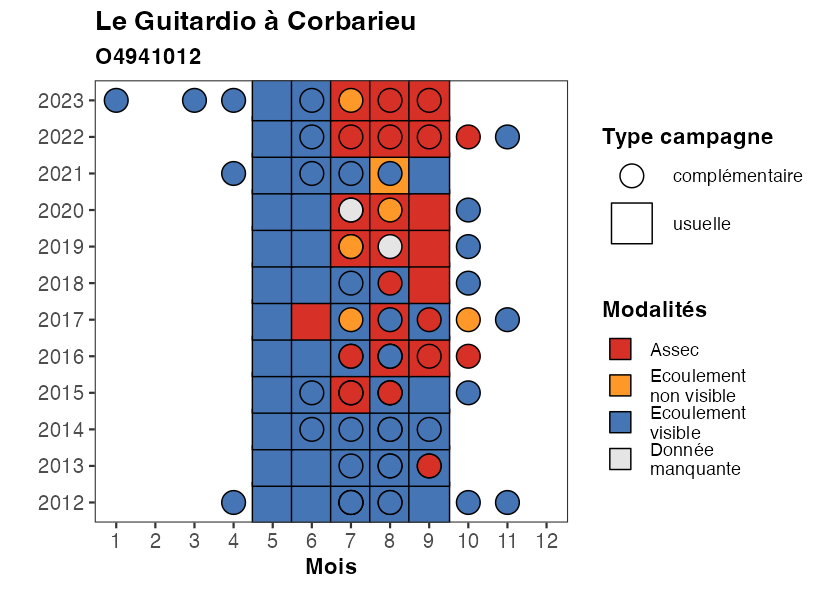 Le Guitardio à Corbarieu
O4941012
2023
2022
2021
2020
2019
2018
2017
2016
2015
2014
2013
2012
1 2 3 4 5 6 7 8 9 10 11 12
Mois
Type campagne
complémentaire
usuelle
Modalités
Assec
Ecoulement
non visible
Ecoulement
visible
Donnée
manquante